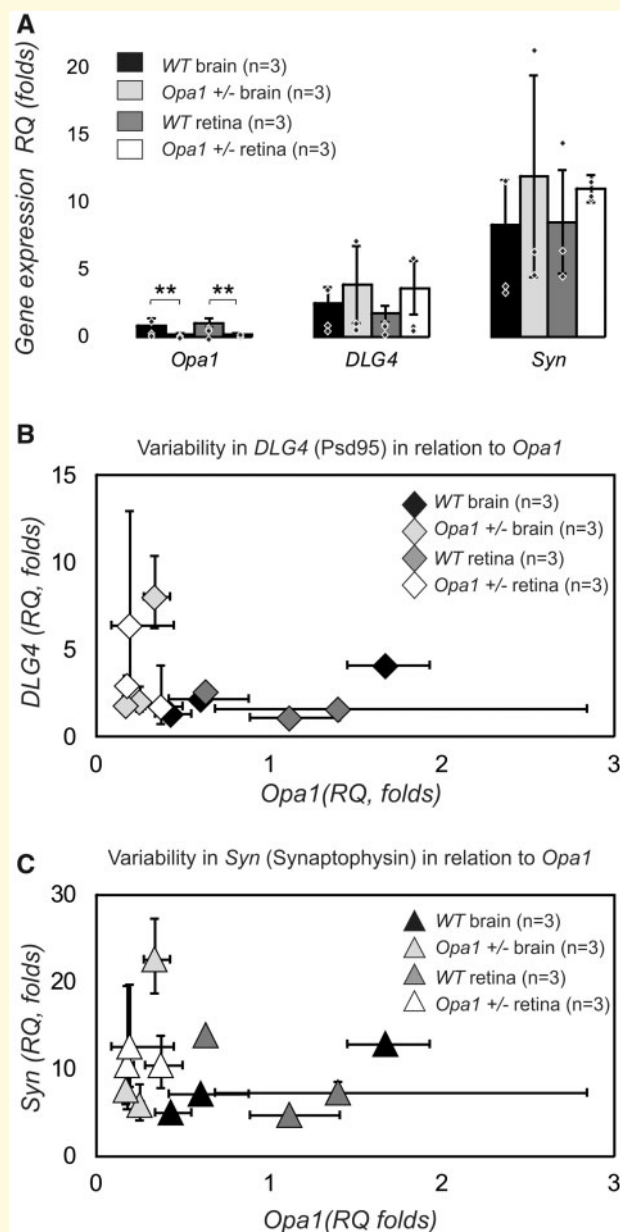 A
WT brain (n=3)
Opa1 +/- brain (n=3)
WT retina (n=3)
Opa1 +/- retina (n=3)
Gene expression RQ (folds)
20
15
10
5
0
** **
Opa1 DLG4 Syn
B
Variability in DLG4 (Psd95) in relation to Opa1
WT brain (n=3)
Opa1 +/- brain (n=3)
WT retina (n=3)
Opa1 +/- retina (n=3)
DLG4 (RQ, folds)
15
10
5
0
0 1 2 3
Opa1(RQ, folds)
C
Variability in Syn (Synaptophysin) in relation to Opa1
WT brain (n=3)
Opa1 +/- brain (n=3)
WT retina (n=3)
Opa1 +/- retina (n=3)
Syn (RQ, folds)
30
20
10
0
0 1 2 3
Opa1(RQ folds)